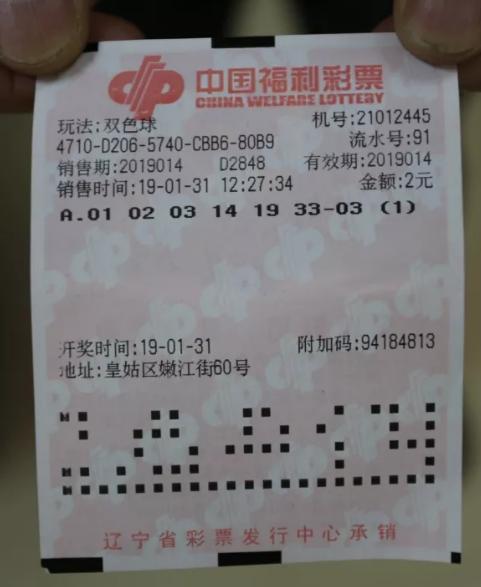 中国福利彩票
CHINA WELFARE LOTTERY
玩法:双色球 机号:21012445
4710-D206-5740-CBB6-80B9 流水号:91
销售期:2019014 D2848 有效期:2019014
销售时间:19-01-31 12:27:34 金额:2元
A.01 02 03 14 19 33-03 (1)
开奖时间:19-01-31 附加码:94184813
地址:皇姑区嫩江街60号
辽宁省彩票发行中心承销